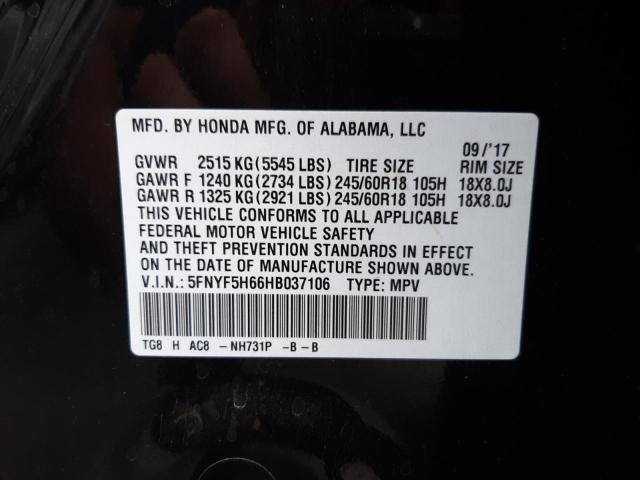 MFD. BY HONDA MFG. OF ALABAMA, LLC
09/'17
GVWR 2515 KG(5545 LBS) TIRE SIZE RIM SIZE
GAWR F 1240 KG(2734 LBS) 245/60R18 105H 18X8.0J
GAWR R 1325 KG(2921 LBS) 245/60R18 105H 18X8.0J
THIS VEHICLE CONFORMS TO ALL APPLICABLE
FEDERAL MOTOR VEHICLE SAFETY
AND THEFT PREVENTION STANDARDS IN EFFECT
ON THE DATE OF MANUFACTURE SHOWN ABOVE.
V.I.N.: 5FNYF5H66HB037106 TYPE: MPV
TG8 H AC8 - NH731P -B-B